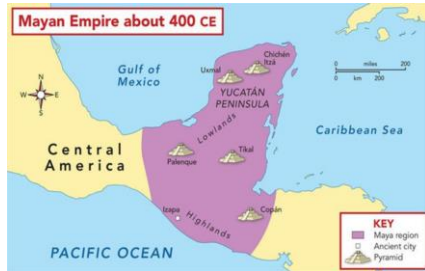 Mayan Empire about 400 CE
Gulf of
Mexico
Chichén
Itzá
Uxmal
YUCATÁN
PENINSULA
0 miles 200
0 km 200
N
W E
S
Lowlands
Caribbean Sea
Central
America
Palenque
Tikal
Izapa
Highlands
Copán
PACIFIC OCEAN
KEY
Maya region
Ancient city
Pyramid